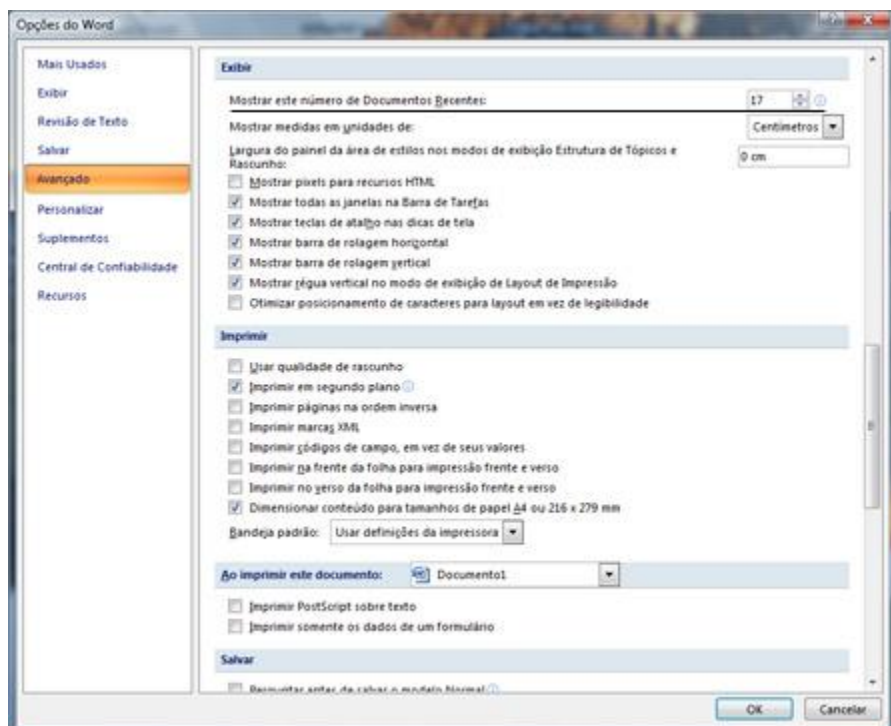 Opções do Word
Mais Usados
Exibir
Revisão de Texto
Salvar
Avançado
Personalizar
Suplementos
Central de Confiabilidade
Recursos
Exibir
Mostrar este número de Documentos Recentes: 17
Mostrar medidas em unidades de: Centímetros
Largura do painel da área de estilos nos modos de exibição Estrutura de Tópicos e
Rascunho: 0 cm
Mostrar pixels para recursos HTML
Mostrar todas as janelas na Barra de Tarefas
Mostrar teclas de atalho nas dicas de tela
Mostrar barra de rolagem horizontal
Mostrar barra de rolagem vertical
Mostrar régua vertical no modo de exibição de Layout de Impressão
Otimizar posicionamento de caracteres para layout em vez de legibilidade
Imprimir
Usar qualidade de rascunho
Imprimir em segundo plano
Imprimir páginas na ordem inversa
Imprimir marcas XML
Imprimir códigos de campo, em vez de seus valores
Imprimir na frente da folha para impressão frente e verso
Imprimir no verso da folha para impressão frente e verso
Dimensionar conteúdo para tamanhos de papel A4 ou 216 x 279 mm
Bandeja padrão: Usar definições da impressora
Ao imprimir este documento: Documento1
Imprimir PostScript sobre texto
Imprimir somente os dados de um formulário
Salvar
Perguntar antes de salvar o modelo Normal
OK Cancelar